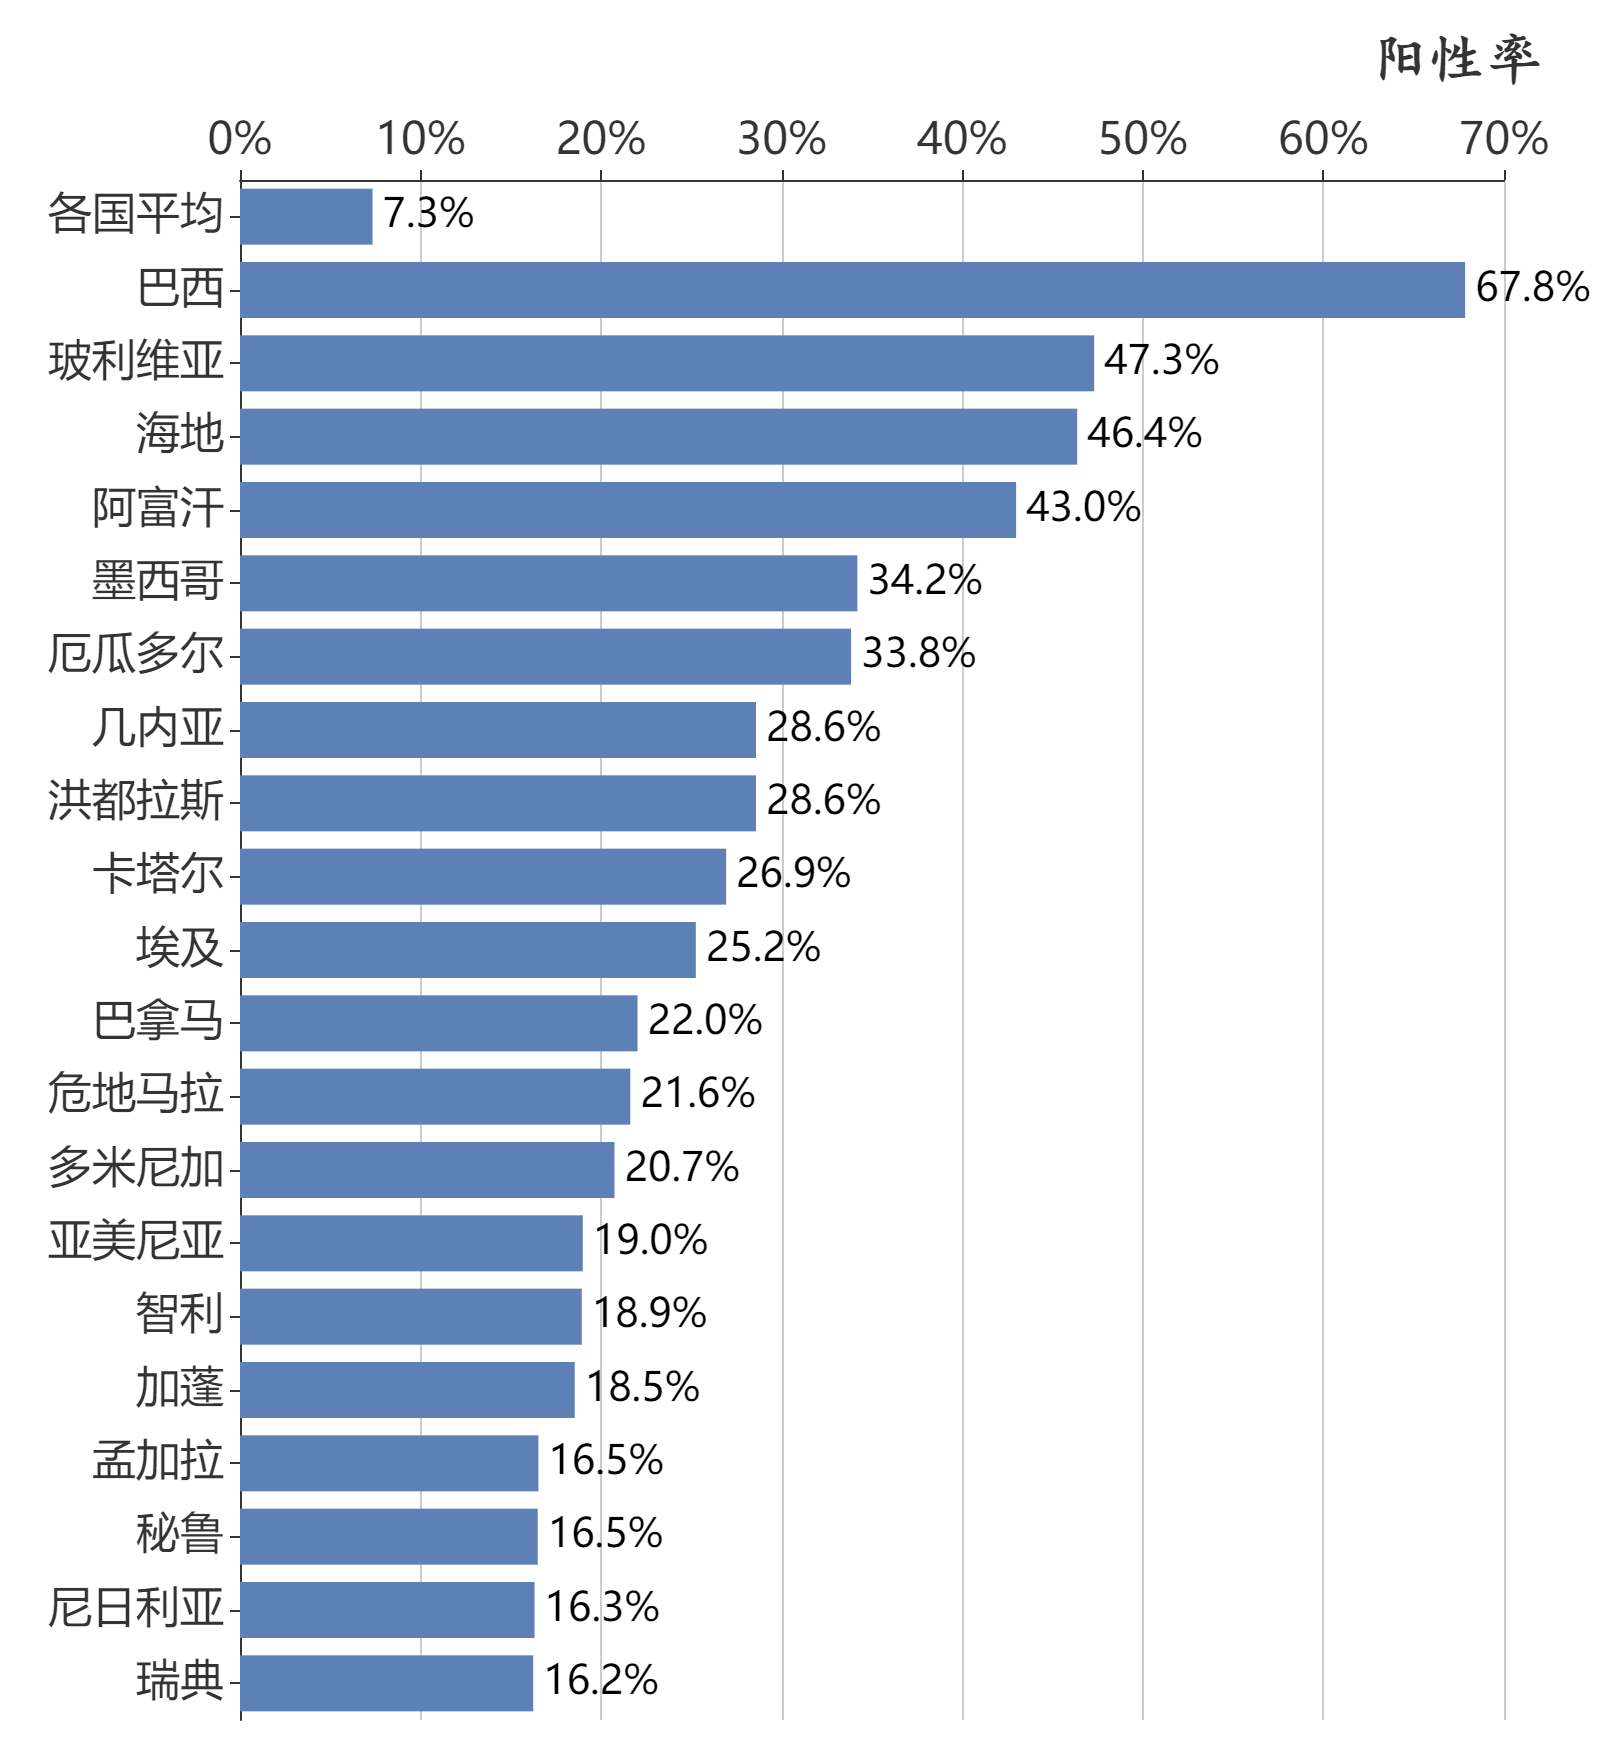 阳性率
0% 10% 20% 30% 40% 50% 60% 70%
各国平均 7.3%
巴西 67.8%
玻利维亚 47.3%
海地 46.4%
阿富汗 43.0%
墨西哥 34.2%
厄瓜多尔 33.8%
几内亚 28.6%
洪都拉斯 28.6%
卡塔尔 26.9%
埃及 25.2%
巴拿马 22.0%
危地马拉 21.6%
多米尼加 20.7%
亚美尼亚 19.0%
智利 18.9%
加蓬 18.5%
孟加拉 16.5%
秘鲁 16.5%
尼日利亚 16.3%
瑞典 16.2%